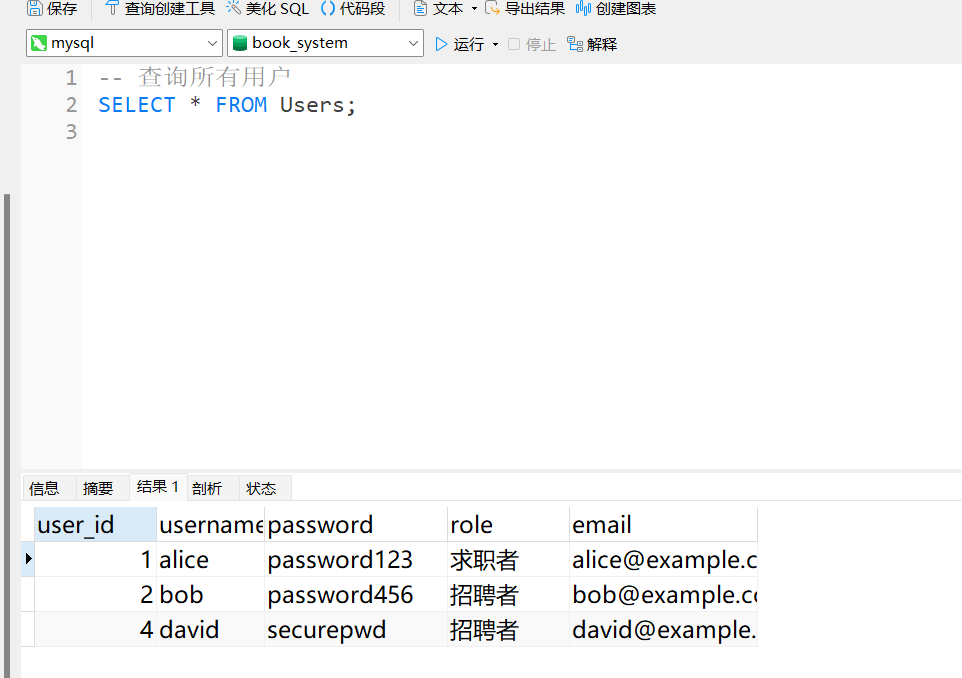 保存 查询创建工具 美化 SQL () 代码段 文本 导出结果 创建图表
mysql book_system 运行 停止 解释
1 -- 查询所有用户
2 SELECT * FROM Users;
3
信息 摘要 结果 1 剖析 状态
user_id username password role email
1 alice password123 求职者 alice@example.c
2 bob password456 招聘者 bob@example.co
4 david securepwd 招聘者 david@example.